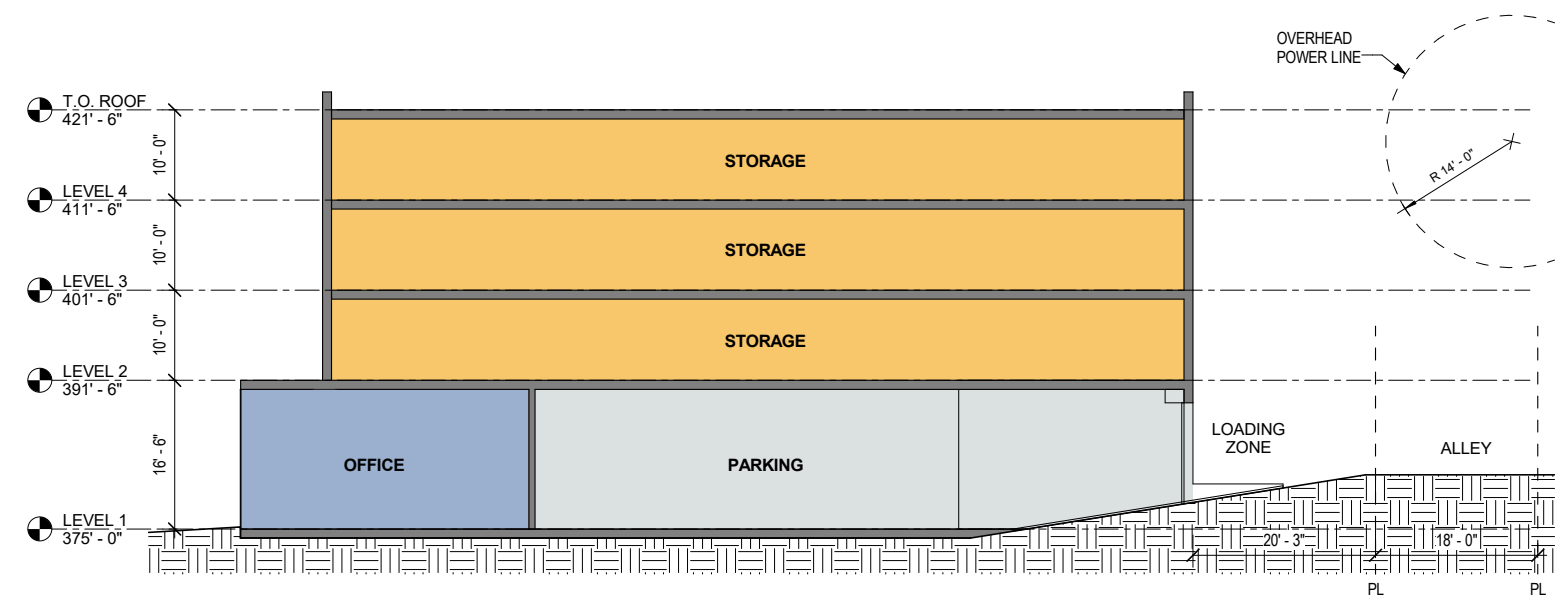 OVERHEAD
POWER LINE
T.O. ROOF
421' - 6"
10' - 0"
STORAGE
R 14' - 0"
LEVEL 4
411' - 6"
10' - 0"
STORAGE
LEVEL 3
401' - 6"
10' - 0"
STORAGE
LEVEL 2
391' - 6"
16' - 6"
OFFICE
PARKING
LOADING
ZONE
ALLEY
LEVEL 1
375' - 0"
20' - 3"
18' - 0"
PL
PL